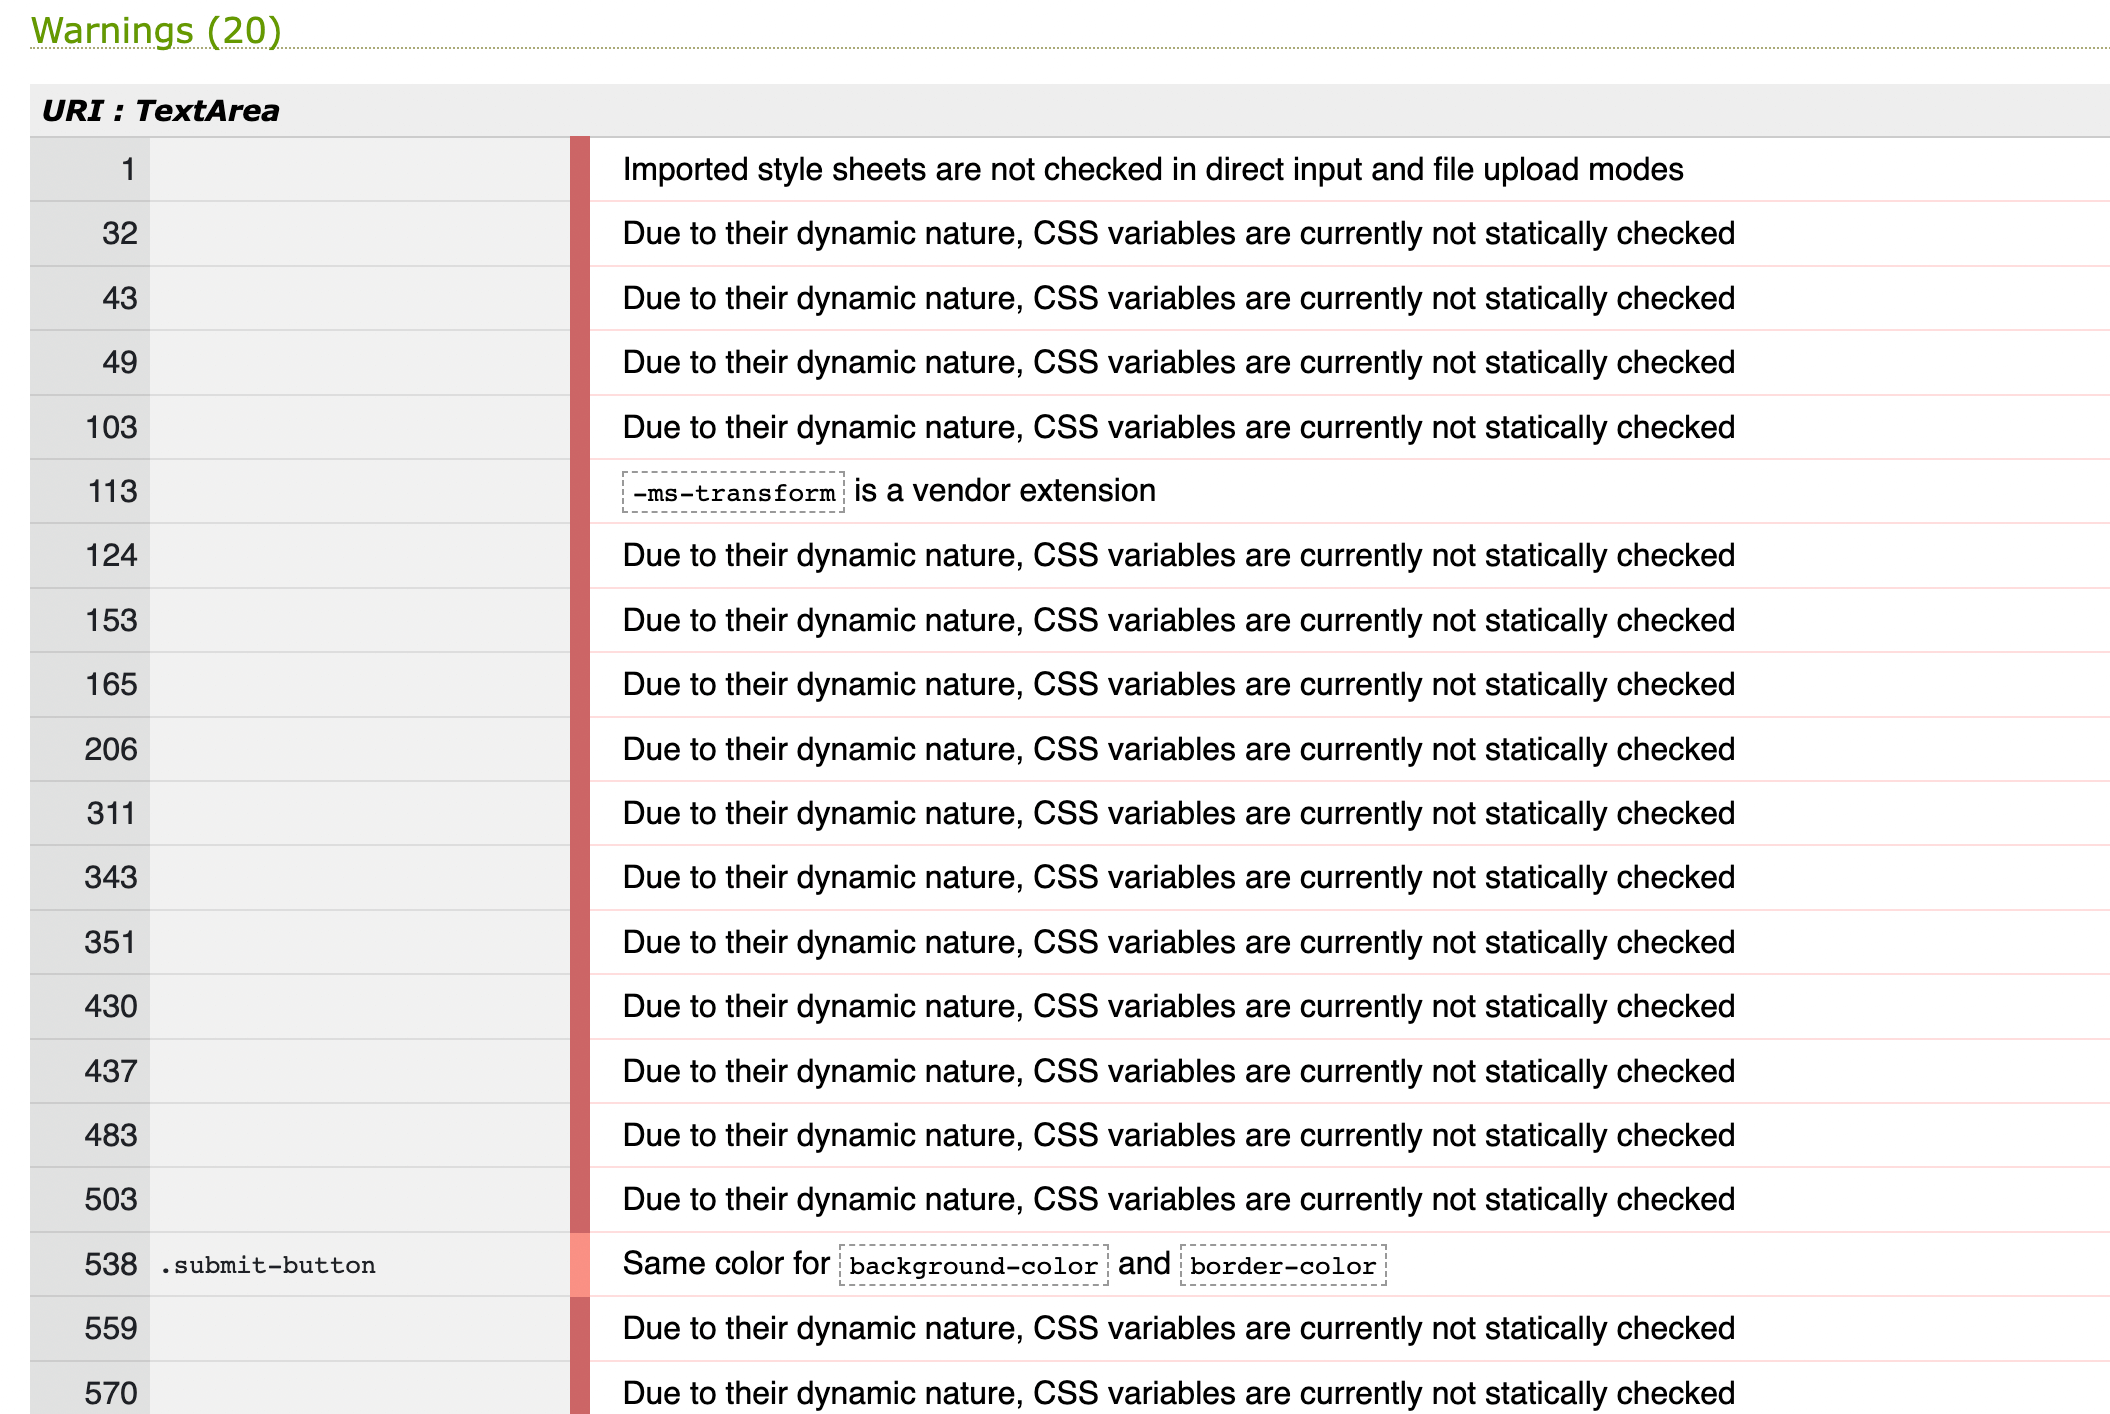 Warnings (20)
URI : TextArea
1 Imported style sheets are not checked in direct input and file upload modes
32 Due to their dynamic nature, CSS variables are currently not statically checked
43 Due to their dynamic nature, CSS variables are currently not statically checked
49 Due to their dynamic nature, CSS variables are currently not statically checked
103 Due to their dynamic nature, CSS variables are currently not statically checked
113 -ms-transform is a vendor extension
124 Due to their dynamic nature, CSS variables are currently not statically checked
153 Due to their dynamic nature, CSS variables are currently not statically checked
165 Due to their dynamic nature, CSS variables are currently not statically checked
206 Due to their dynamic nature, CSS variables are currently not statically checked
311 Due to their dynamic nature, CSS variables are currently not statically checked
343 Due to their dynamic nature, CSS variables are currently not statically checked
351 Due to their dynamic nature, CSS variables are currently not statically checked
430 Due to their dynamic nature, CSS variables are currently not statically checked
437 Due to their dynamic nature, CSS variables are currently not statically checked
483 Due to their dynamic nature, CSS variables are currently not statically checked
503 Due to their dynamic nature, CSS variables are currently not statically checked
538 .submit-button Same color for background-color and border-color
559 Due to their dynamic nature, CSS variables are currently not statically checked
570 Due to their dynamic nature, CSS variables are currently not statically checked